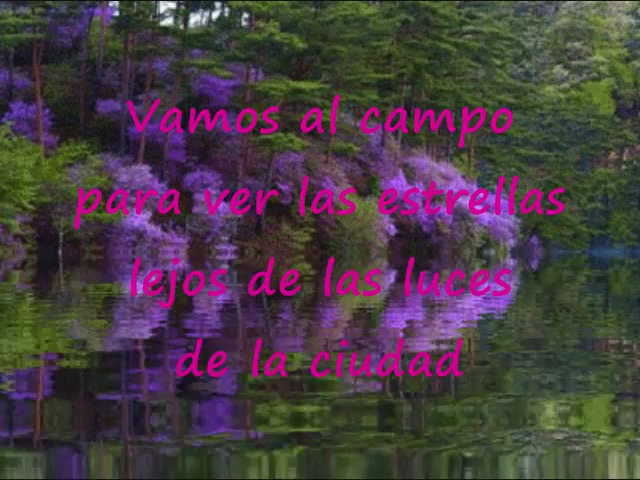 Vamos al campo
para ver las estrellas
lejos de las luces
de la ciudad